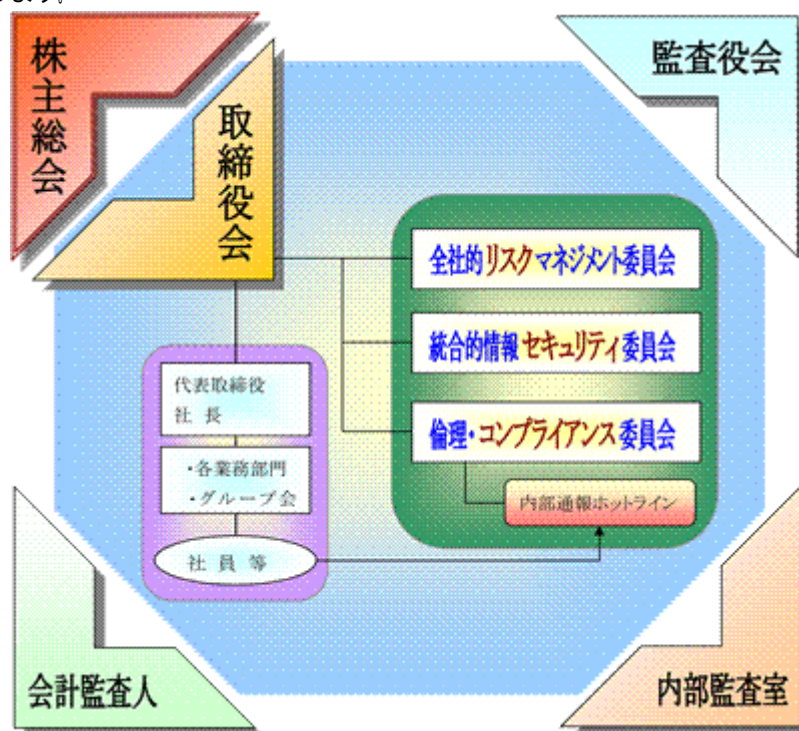 ます。
株主総会
取締役会
監査役会
全社的リスクマネジメント委員会
統合的情報セキュリティ委員会
倫理・コンプライアンス委員会
内部通報ホットライン
代表取締役
社 長
・各業務部門
・グループ会
社 員 等
会計監査人
内部監査室